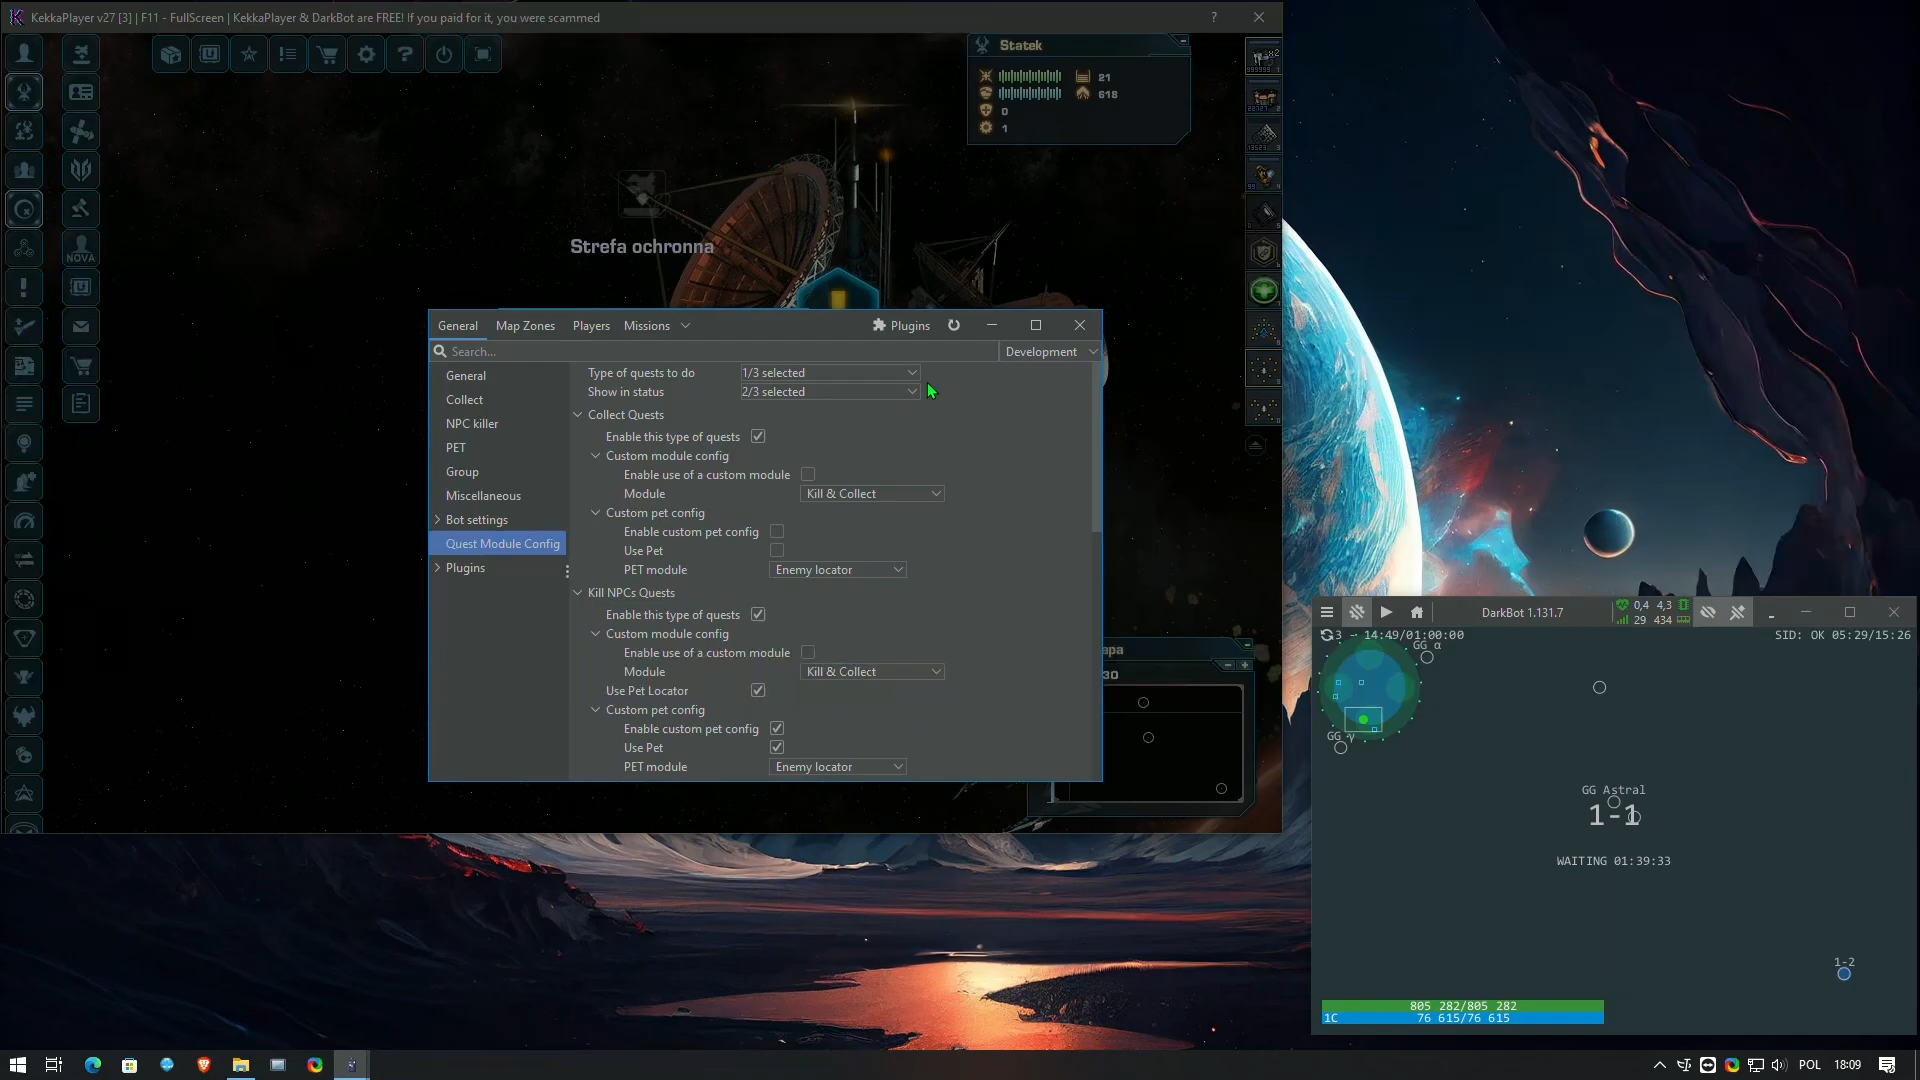 KekkaPlayer v27 [3] | F11 - FullScreen | KekkaPlayer & DarkBot are FREE! If you paid for it, you were scammed
?
NOVA
Statek
21
618
0
1
Strefa ochronna
General
Map Zones
Players
Missions
Plugins
Search...
Development
General
Collect
NPC killer
PET
Group
Miscellaneous
Bot settings
Quest Module Config
Plugins
Type of quests to do 1/3 selected
Show in status 2/3 selected
Collect Quests
Enable this type of quests
Custom module config
Enable use of a custom module
Module Kill & Collect
Custom pet config
Enable custom pet config
Use Pet
PET module Enemy locator
Kill NPCs Quests
Enable this type of quests
Custom module config
Enable use of a custom module
Module Kill & Collect
Use Pet Locator
Custom pet config
Enable custom pet config
Use Pet
PET module Enemy locator
apa
30
DarkBot 1.131.7
0,4 4,3
29 434
3 - 14:49/01:00:00
SID: OK 05:29/15:26
GG α
GG γ
GG Astral
1-1
WAITING 01:39:33
1-2
805 282/805 282
1C 76 615/76 615
POL
18:09